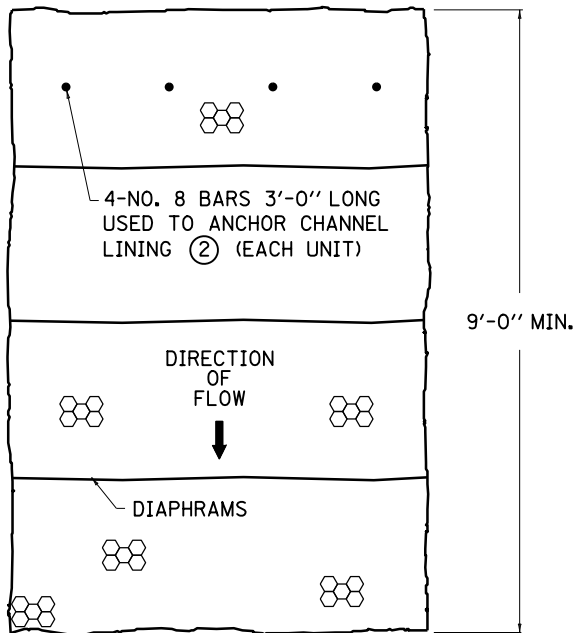 4-NO. 8 BARS 3'-0'' LONG
USED TO ANCHOR CHANNEL
LINING ② (EACH UNIT)
9'-0'' MIN.
DIRECTION
OF
FLOW
DIAPHRAMS